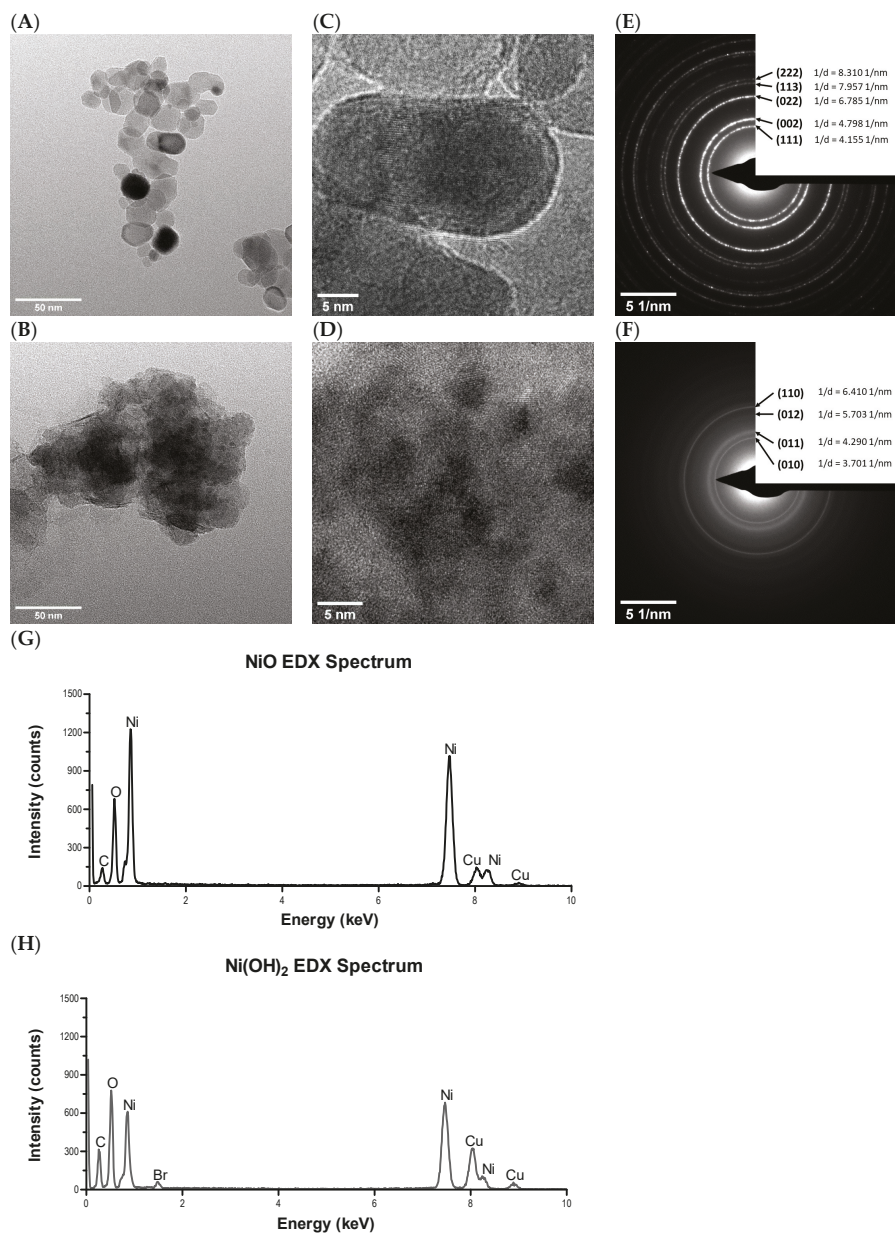 (A)
50 nm
(C)
5 nm
(E)
(222) 1/d = 8.310 1/nm
(113) 1/d = 7.957 1/nm
(022) 1/d = 6.785 1/nm
(002) 1/d = 4.798 1/nm
(111) 1/d = 4.155 1/nm
5 1/nm
(B)
50 nm
(D)
5 nm
(F)
(110) 1/d = 6.410 1/nm
(012) 1/d = 5.703 1/nm
(011) 1/d = 4.290 1/nm
(010) 1/d = 3.701 1/nm
5 1/nm
(G)
NiO EDX Spectrum
Intensity (counts)
1500
1200
900
600
300
0
C
O
Ni
Ni
Cu
Ni
Cu
0 2 4 6 8 10
Energy (keV)
(H)
Ni(OH)₂ EDX Spectrum
Intensity (counts)
1500
1200
900
600
300
0
C
O
Ni
Br
Ni
Cu
Ni
Cu
0 2 4 6 8 10
Energy (keV)